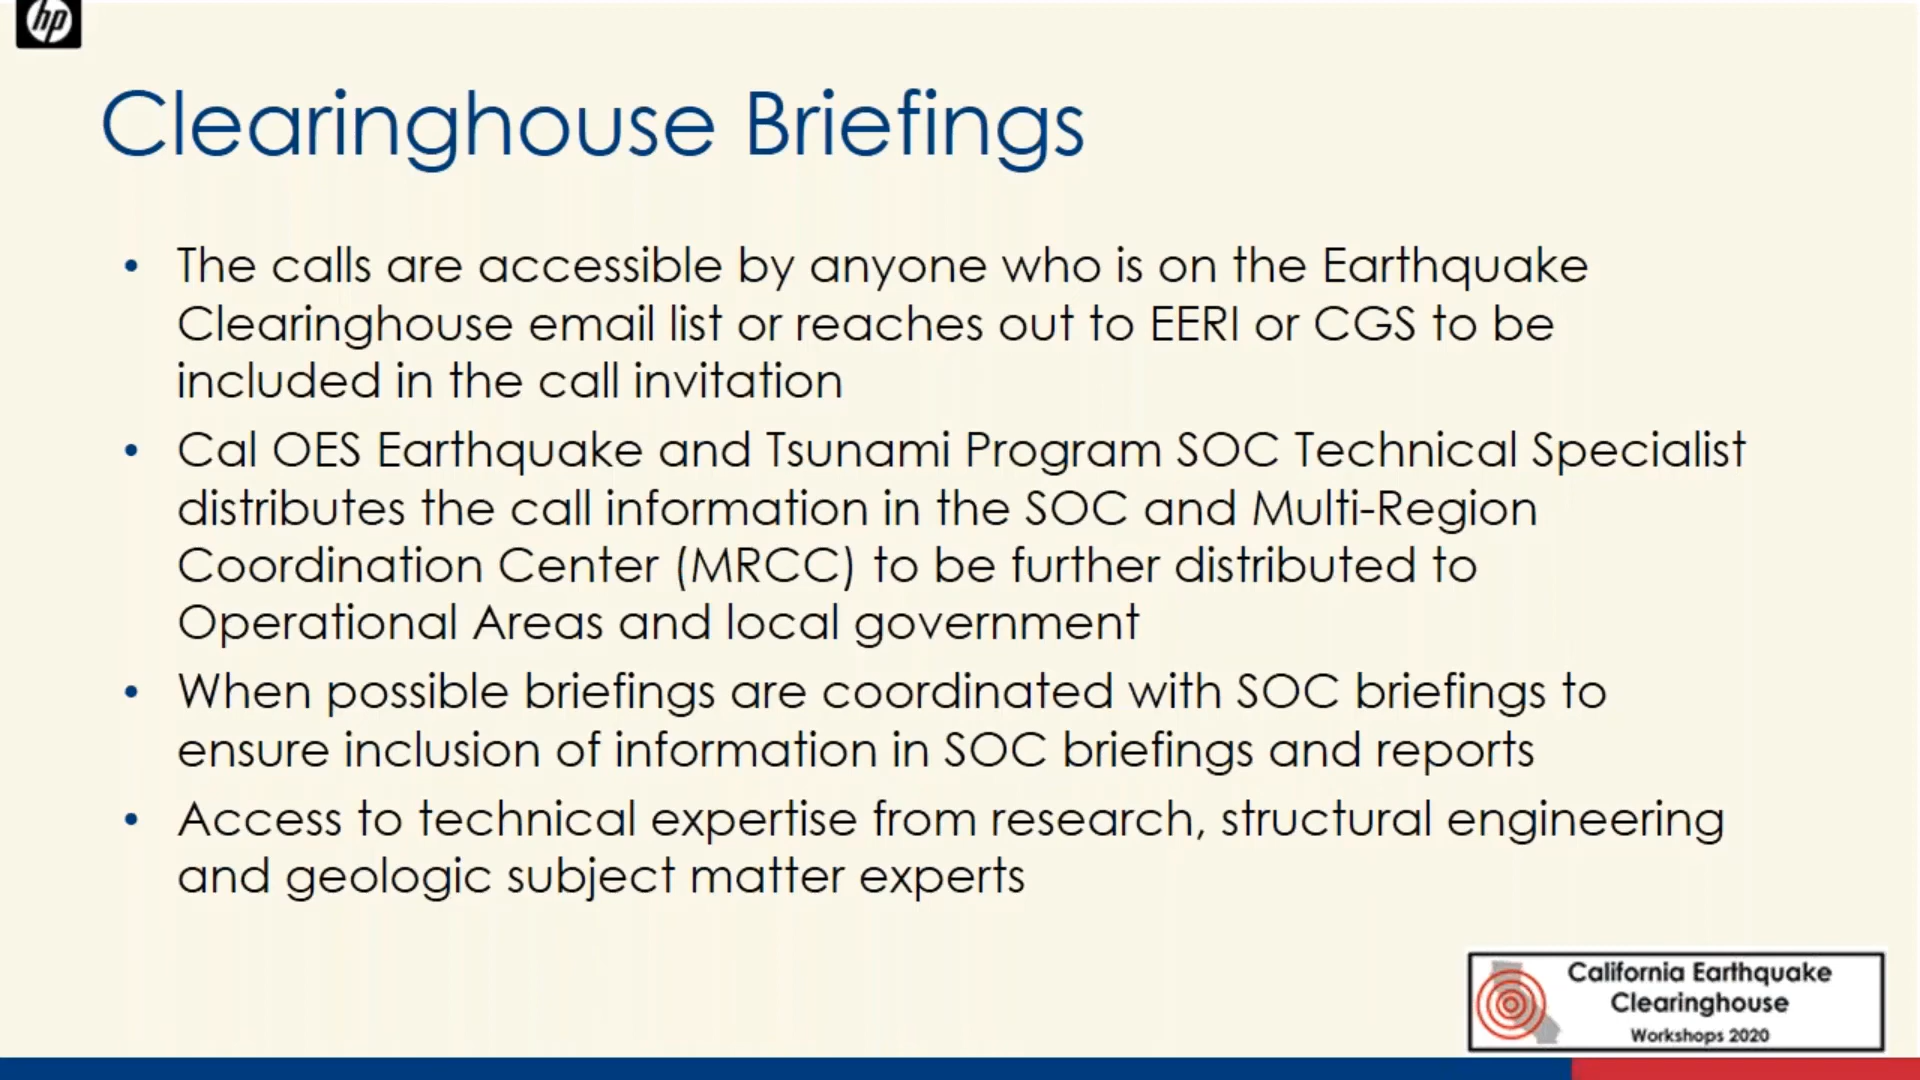 hp
Clearinghouse Briefings
• The calls are accessible by anyone who is on the Earthquake
Clearinghouse email list or reaches out to EERI or CGS to be
included in the call invitation
• Cal OES Earthquake and Tsunami Program SOC Technical Specialist
distributes the call information in the SOC and Multi-Region
Coordination Center (MRCC) to be further distributed to
Operational Areas and local government
• When possible briefings are coordinated with SOC briefings to
ensure inclusion of information in SOC briefings and reports
• Access to technical expertise from research, structural engineering
and geologic subject matter experts
California Earthquake
Clearinghouse
Workshops 2020